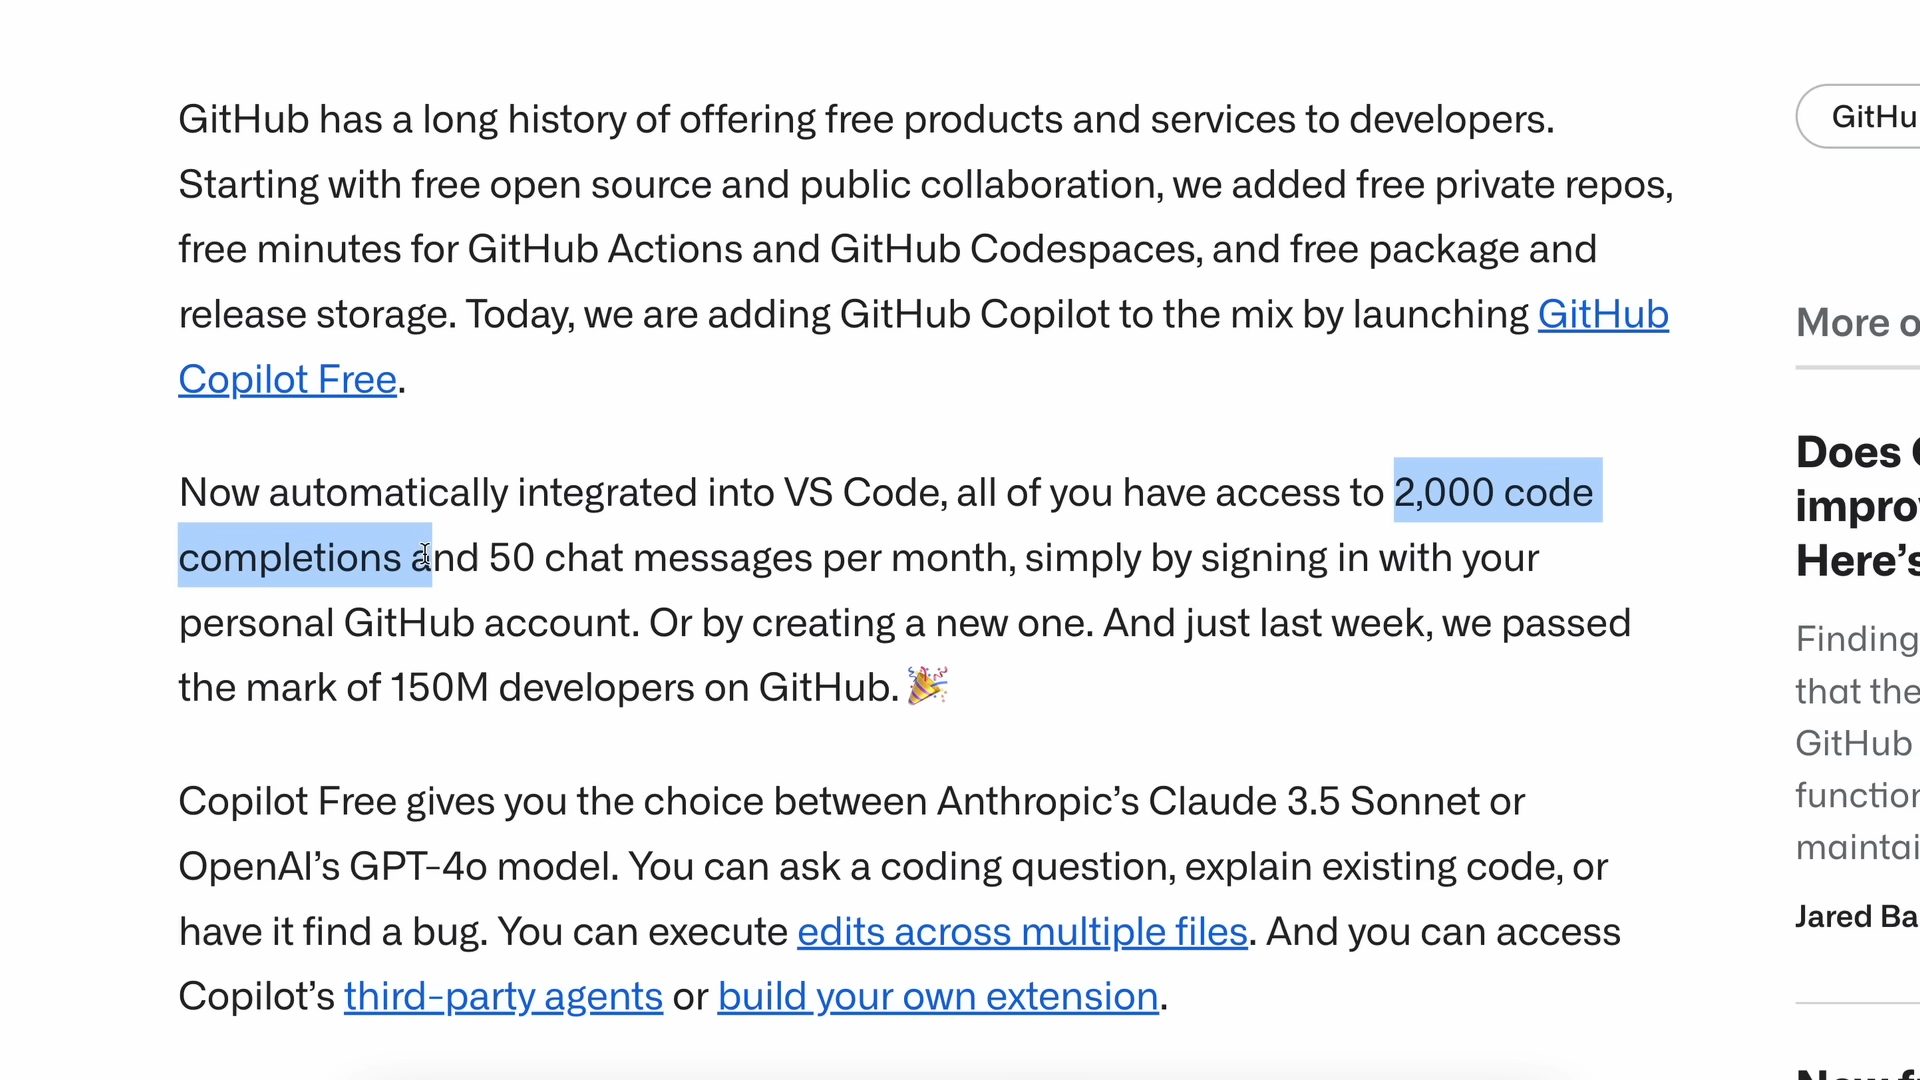 GitHub has a long history of offering free products and services to developers.
Starting with free open source and public collaboration, we added free private repos,
free minutes for GitHub Actions and GitHub Codespaces, and free package and
release storage. Today, we are adding GitHub Copilot to the mix by launching GitHub
Copilot Free.
Now automatically integrated into VS Code, all of you have access to 2,000 code
completions and 50 chat messages per month, simply by signing in with your
personal GitHub account. Or by creating a new one. And just last week, we passed
the mark of 150M developers on GitHub. 🎉
Copilot Free gives you the choice between Anthropic’s Claude 3.5 Sonnet or
OpenAI’s GPT-4o model. You can ask a coding question, explain existing code, or
have it find a bug. You can execute edits across multiple files. And you can access
Copilot’s third-party agents or build your own extension.
GitHu
More o
Does
improv
Here’s
Finding
that the
GitHub
function
maintai
Jared Ba